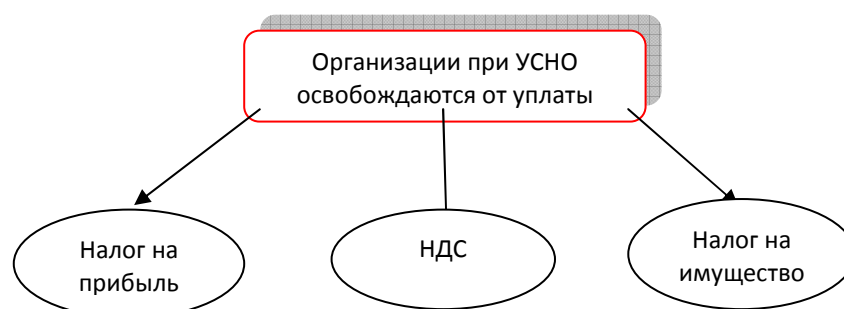 Организации при УСНО
освобождаются от уплаты
Налог на
прибыль
НДС
Налог на
имущество